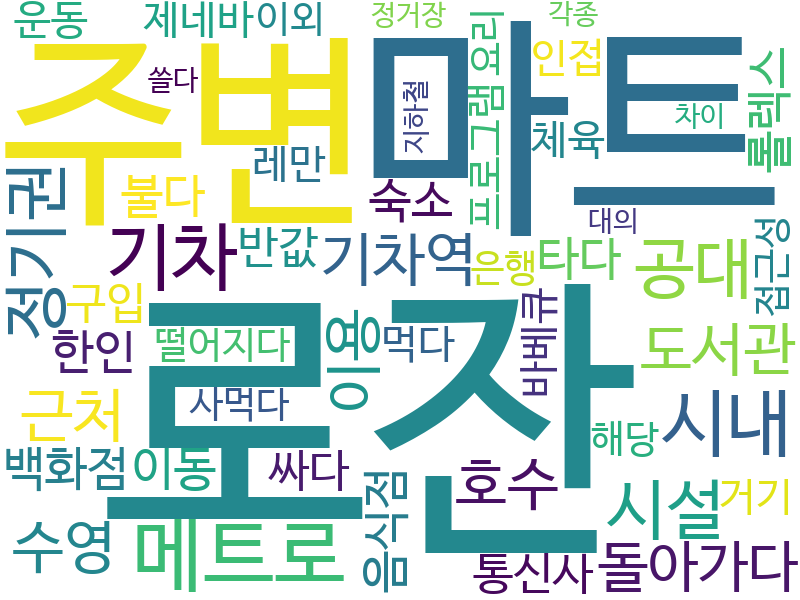 운동
제네바
이외
정거장
각종
주변
마트
쓸다
지하철
프로그램
요리
인접
체육
차이
롤렉스
레만
정기권
불다
숙소
대의
기차
반값
기차역
은행
타다
공대
접근성
구입
로잔
한인
떨어지다
이용
먹다
바베큐
도서관
근처
사먹다
시내
해당
백화점
이동
싸다
호수
시설
거기
수영
메트로
음식점
통신사
돌아가다